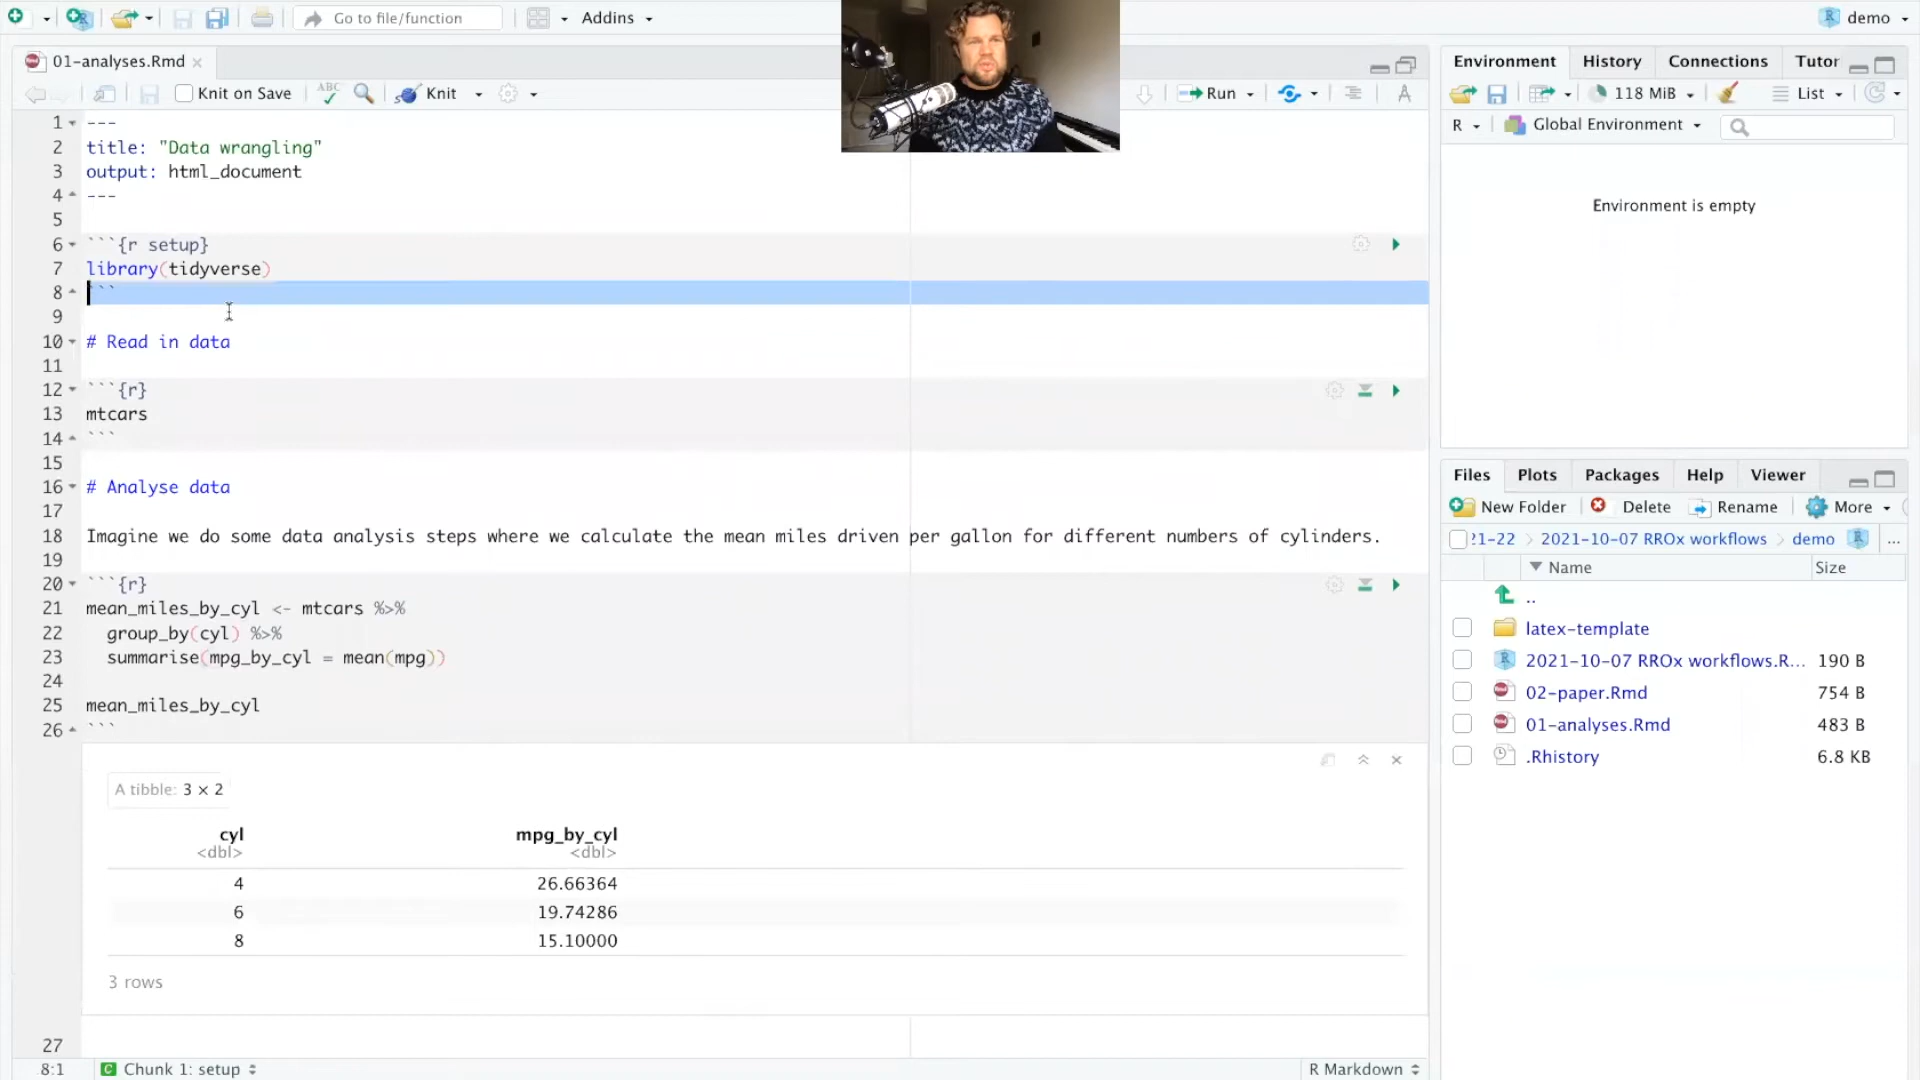 Go to file/function
Addins
demo
01-analyses.Rmd
Knit on Save
ABC
Knit
Run
1 ---
2 title: "Data wrangling"
3 output: html_document
4 ---
5
6 ```{r setup}
7 library(tidyverse)
8 ```
9
10 # Read in data
11
12 ```{r}
13 mtcars
14 ```
15
16 # Analyse data
17
18 Imagine we do some data analysis steps where we calculate the mean miles driven per gallon for different numbers of cylinders.
19
20 ```{r}
21 mean_miles_by_cyl <- mtcars %>%
22 group_by(cyl) %>%
23 summarise(mpg_by_cyl = mean(mpg))
24
25 mean_miles_by_cyl
26 ```
A tibble: 3 × 2
cyl mpg_by_cyl
<dbl> <dbl>
4 26.66364
6 19.74286
8 15.10000
3 rows
27
8:1 C Chunk 1: setup R Markdown
Environment History Connections Tutor
118 MiB List
R Global Environment
Environment is empty
Files Plots Packages Help Viewer
New Folder Delete Rename More
21-22 2021-10-07 RROx workflows demo ...
Name Size
..
latex-template
2021-10-07 RROx workflows.R... 190 B
02-paper.Rmd 754 B
01-analyses.Rmd 483 B
.Rhistory 6.8 KB